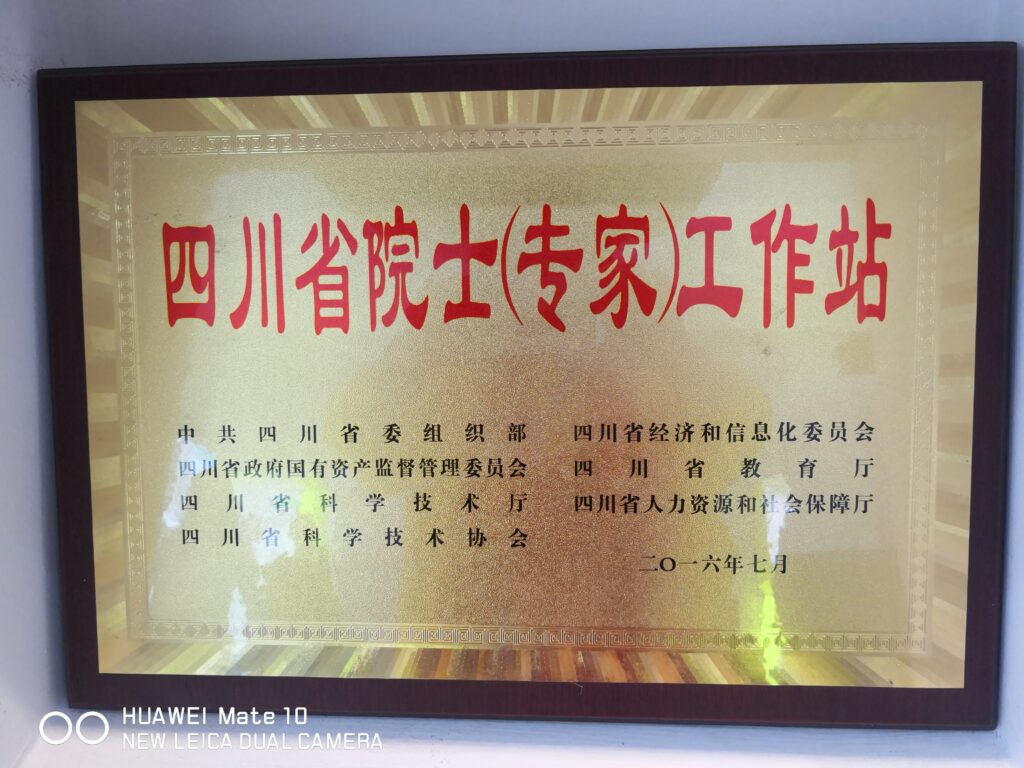 四川省院士(专家)工作站
中共四川省委组织部
四川省政府国有资产监督管理委员会
四川省科学技术厅
四川省科学技术协会
四川省经济和信息化委员会
四川省教育厅
四川省人力资源和社会保障厅
二〇一六年七月
HUAWEI Mate 10
NEW LEICA DUAL CAMERA